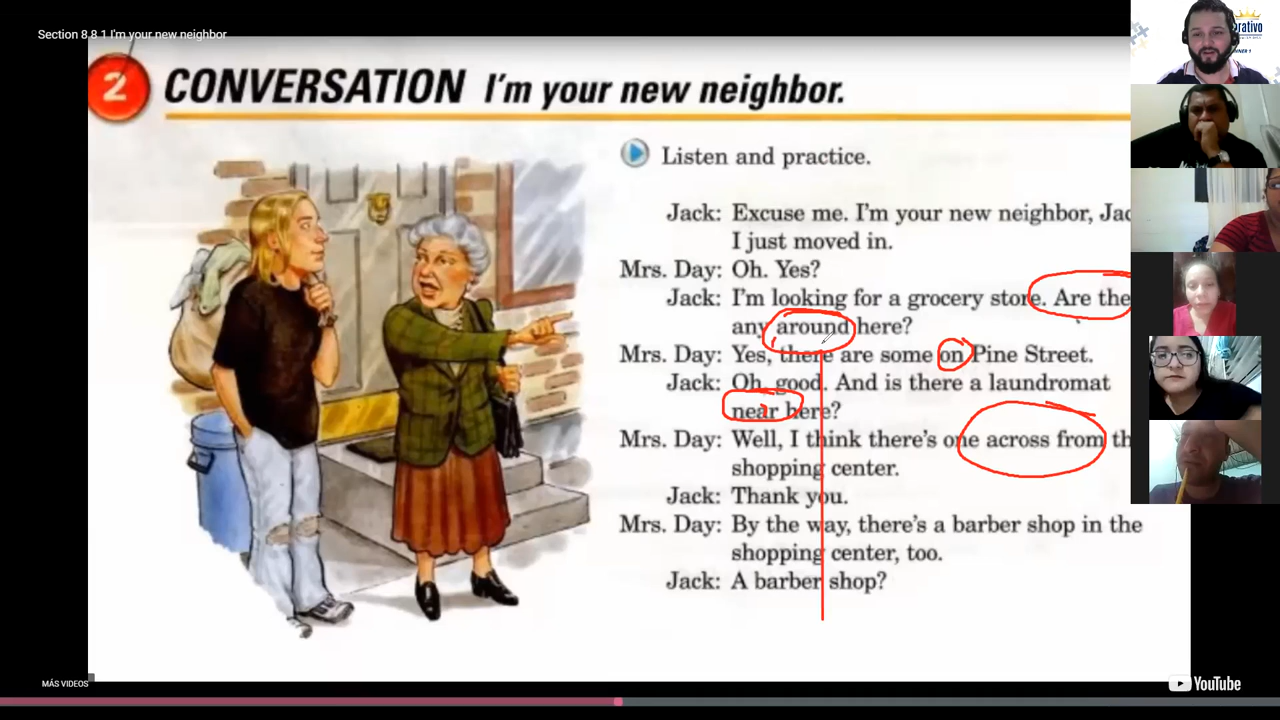 Section 8.8.1 I'm your new neighbor
2 CONVERSATION I'm your new neighbor.
Listen and practice.
Jack: Excuse me. I'm your new neighbor,
I just moved in.
Mrs. Day: Oh. Yes?
Jack: I'm looking for a grocery store. Are
any around here?
Mrs. Day: Yes, there are some on Pine Street.
Jack: Oh, good. And is there a laundromat
near here?
Mrs. Day: Well, I think there's one across from
shopping center.
Jack: Thank you.
Mrs. Day: By the way, there's a barber shop in the
shopping center, too.
Jack: A barber shop?
MÁS VIDEOS
YouTube